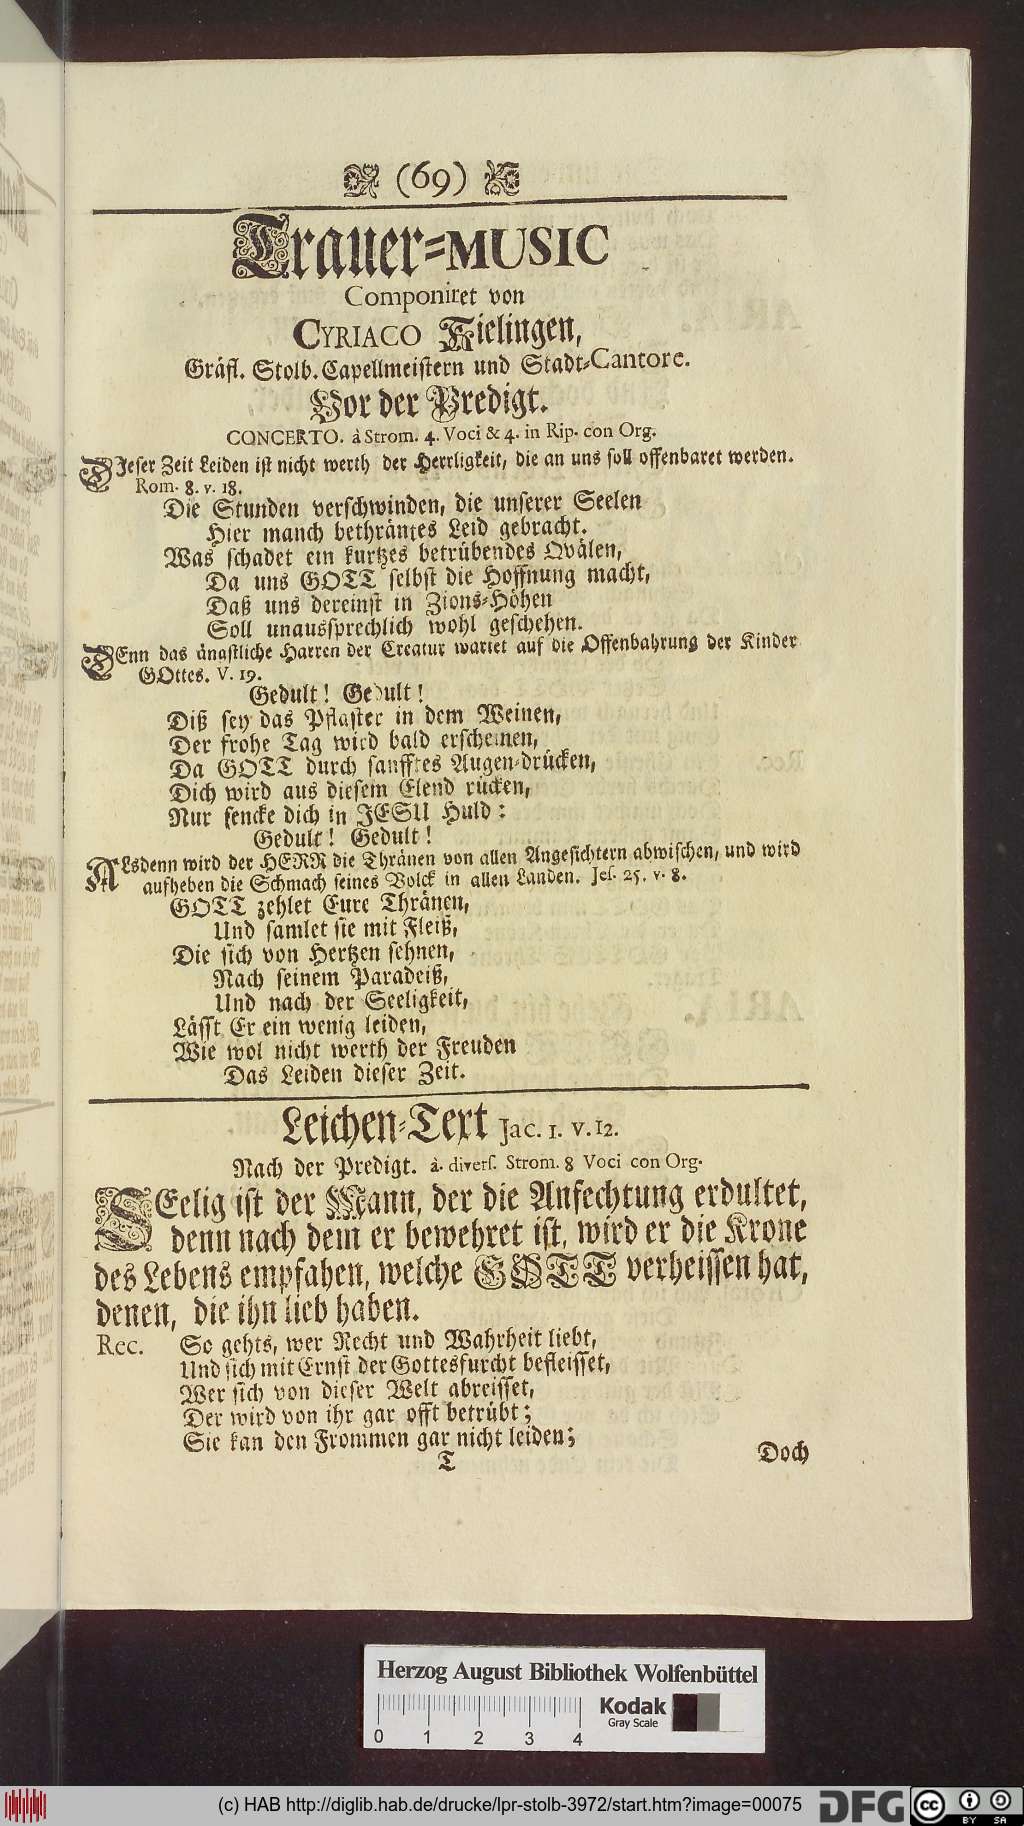 (69)
Trauer-MUSIC
Componiret von
CYRIACO Kielingen,
Gräfl. Stolb. Capellmeistern und Stadt-Cantore.
Vor der Predigt.
CONCERTO. à Strom. 4. Voci & 4. in Rip. con Org.
DIeser Zeit Leiden ist nicht werth der Herrligkeit, die an uns soll offenbaret werden.
Rom. 8. v. 18.
Die Stunden verschwinden, die unserer Seelen
Hier manch bethräntes Leid gebracht.
Was schadet ein kurtzes betrübendes Qvälen,
Da uns GOTT selbst die Hoffnung macht,
Daß uns dereinst in Zions-Höhen
Soll unaussprechlich wohl geschehen.
DEnn das ängstliche Harren der Creatur wartet auf die Offenbahrung der Kinder
GOttes. V. 19.
Gedult! Gedult!
Diß sey das Pflaster in dem Weinen,
Der frohe Tag wird bald erscheinen,
Da GOTT durch sanfftes Augen-drücken,
Dich wird aus diesem Elend rücken,
Nur sencke dich in JESU Huld:
Gedult! Gedult!
ALsdenn wird der HERR die Thränen von allen Angesichtern abwischen, und wird
aufheben die Schmach seines Volck in allen Landen. Jes. 25. v. 8.
GOTT zehlet Eure Thränen,
Und samlet sie mit Fleiß,
Die sich von Hertzen sehnen,
Nach seinem Paradeiß,
Und nach der Seeligkeit,
Lässt Er ein wenig leiden,
Wie wol nicht werth der Freuden
Das Leiden dieser Zeit.
Leichen-Text Jac. 1. v. 12.
Nach der Predigt. à. divers. Strom. 8 Voci con Org.
SEelig ist der Mann, der die Anfechtung erdultet,
denn nach dem er bewehret ist, wird er die Krone
des Lebens empfahen, welche GOTT verheissen hat,
denen, die ihn lieb haben.
Rec. So gehts, wer Recht und Wahrheit liebt,
Und sich mit Ernst der Gottesfurcht befleisset,
Wer sich von dieser Welt abreisset,
Der wird von ihr gar offt betrübt;
Sie kan den Frommen gar nicht leiden;
T Doch
Herzog August Bibliothek Wolfenbüttel
Kodak
Gray Scale
0 1 2 3 4
(c) HAB http://diglib.hab.de/drucke/lpr-stolb-3972/start.htm?image=00075
DFG
cc BY SA